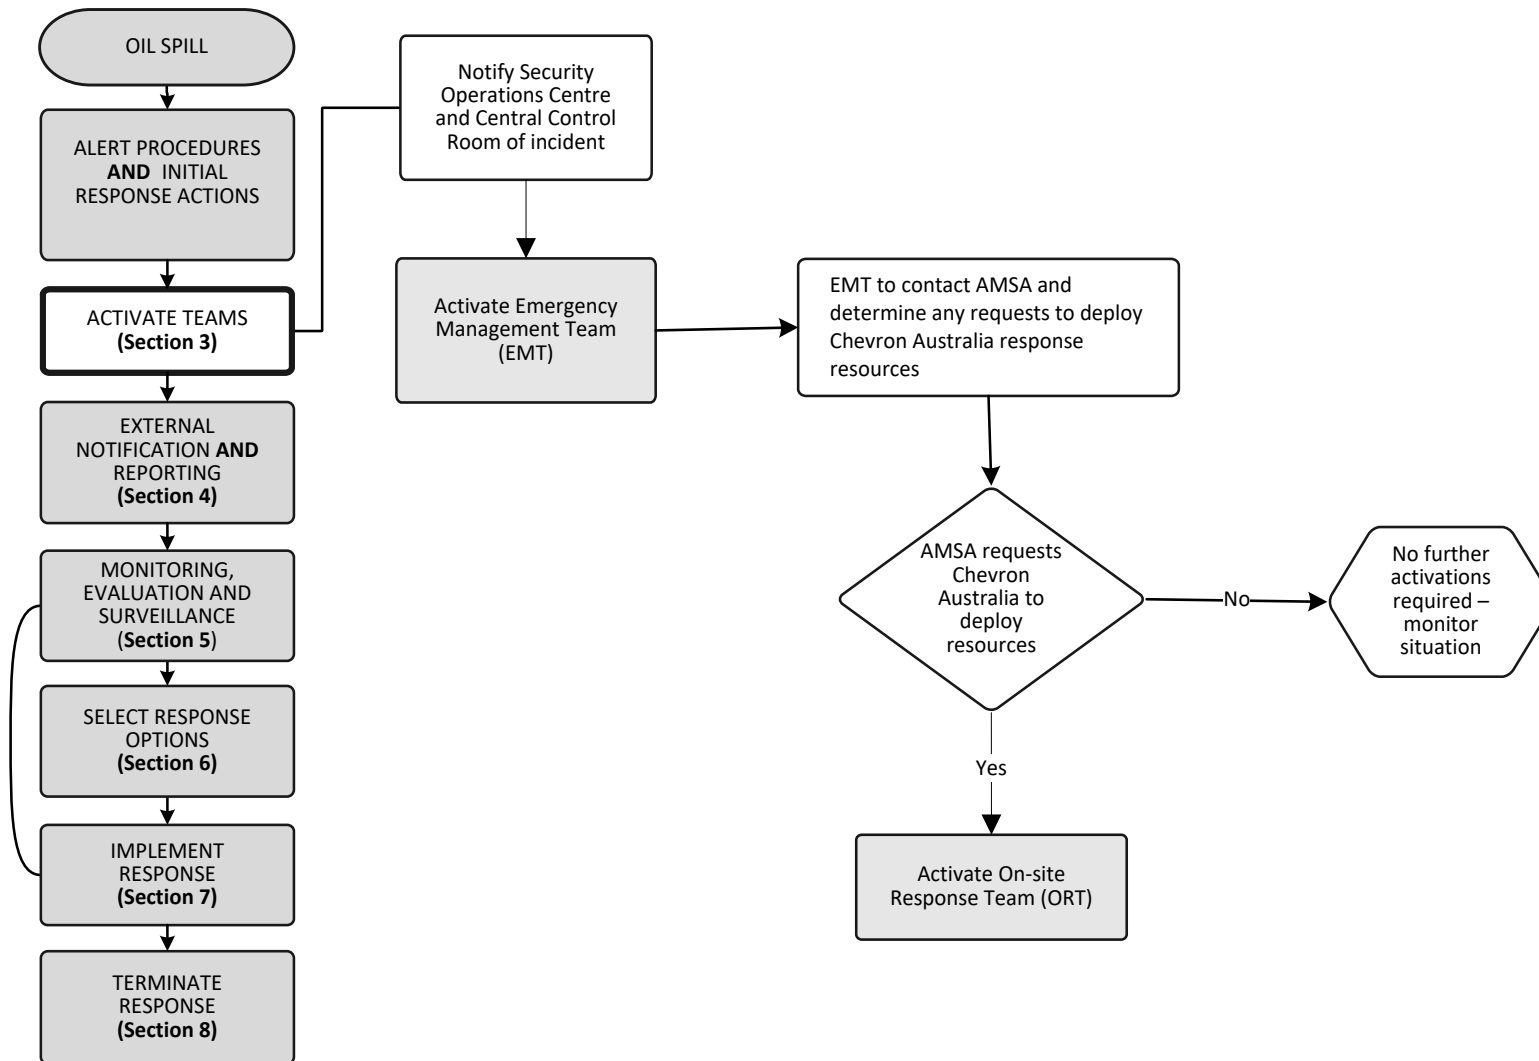 OIL SPILL
ALERT PROCEDURES
AND INITIAL
RESPONSE ACTIONS
ACTIVATE TEAMS
(Section 3)
EXTERNAL
NOTIFICATION AND
REPORTING
(Section 4)
MONITORING,
EVALUATION AND
SURVEILLANCE
(Section 5)
SELECT RESPONSE
OPTIONS
(Section 6)
IMPLEMENT
RESPONSE
(Section 7)
TERMINATE
RESPONSE
(Section 8)
Notify Security
Operations Centre
and Central Control
Room of incident
Activate Emergency
Management Team
(EMT)
EMT to contact AMSA and
determine any requests to deploy
Chevron Australia response
resources
AMSA requests
Chevron
Australia to
deploy
resources
No
No further
activations
required –
monitor
situation
Yes
Activate On-site
Response Team (ORT)